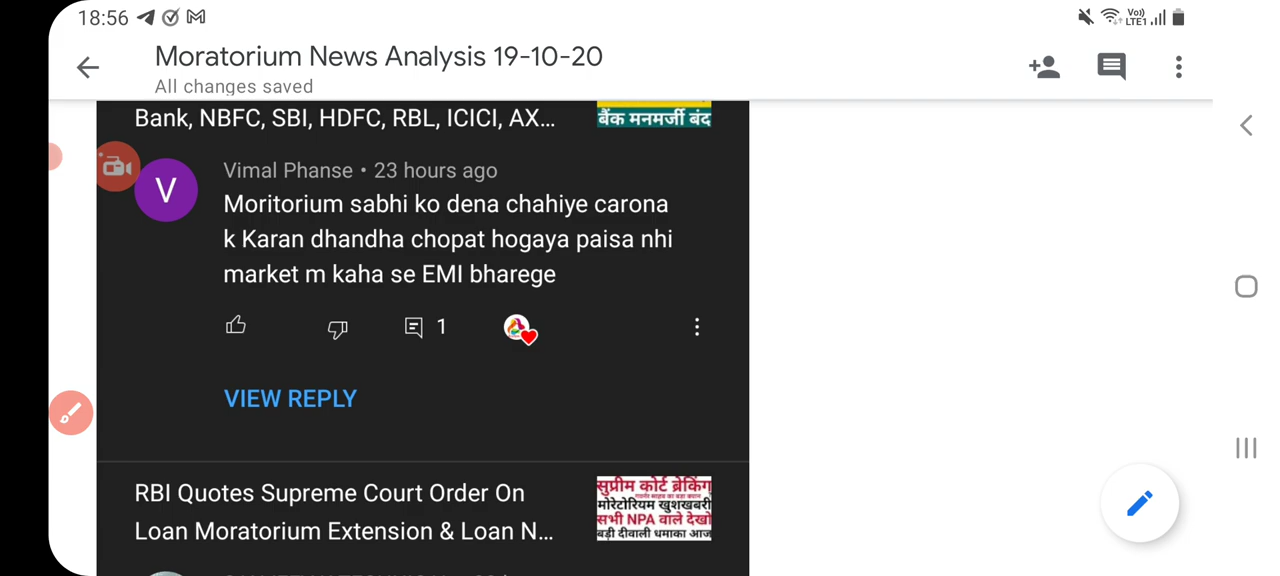 18:56
Vo))
LTE1
Moratorium News Analysis 19-10-20
All changes saved
Bank, NBFC, SBI, HDFC, RBL, ICICI, AX...
बैंक मनमर्जी बंद
V
Vimal Phanse • 23 hours ago
Moritorium sabhi ko dena chahiye carona
k Karan dhandha chopat hogaya paisa nhi
market m kaha se EMI bharege
1
VIEW REPLY
RBI Quotes Supreme Court Order On
Loan Moratorium Extension & Loan N...
सुप्रीम कोर्ट ब्रेकिंग
मोरेटोरियम खुशखबरी
सभी NPA वाले देखो
बड़ी दीवाली धमाका आज